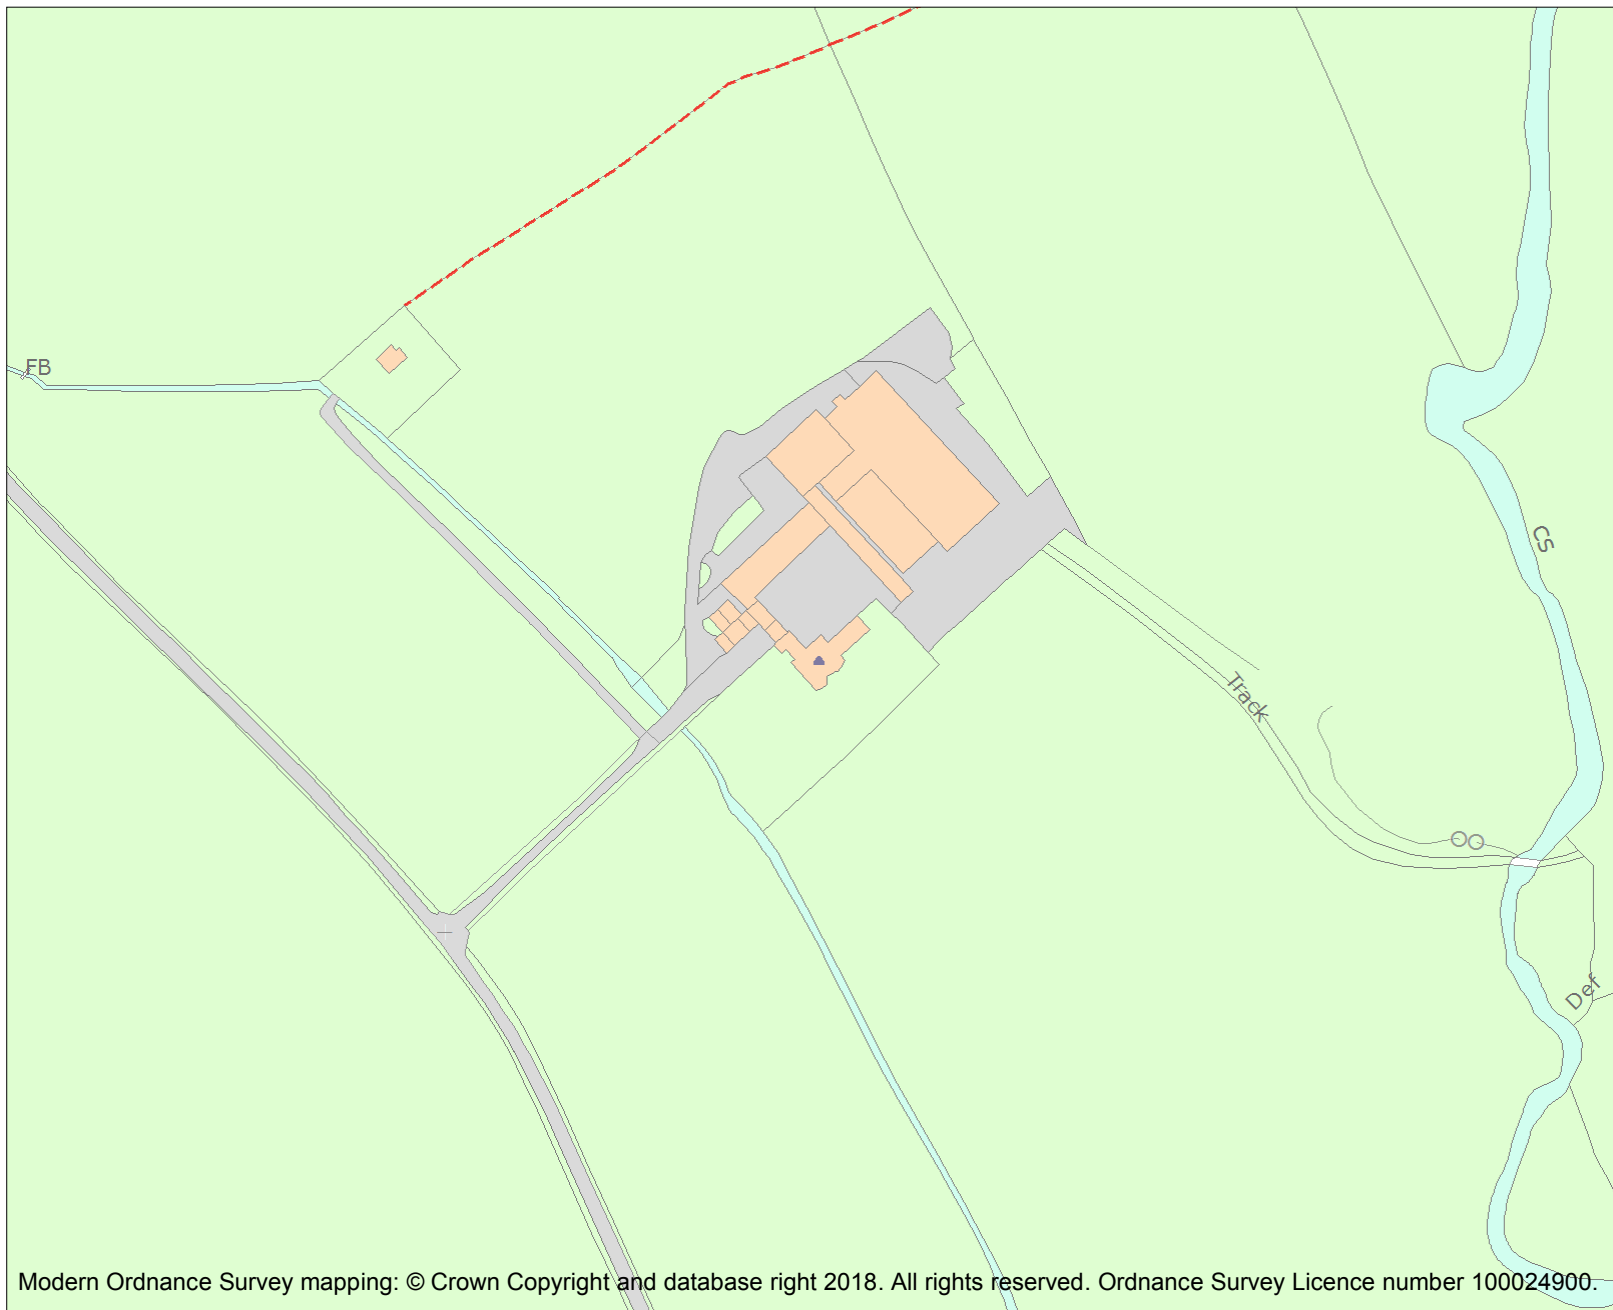 FB
CS
Track
Def
Modern Ordnance Survey mapping: © Crown Copyright and database right 2018. All rights reserved. Ordnance Survey Licence number 100024900.